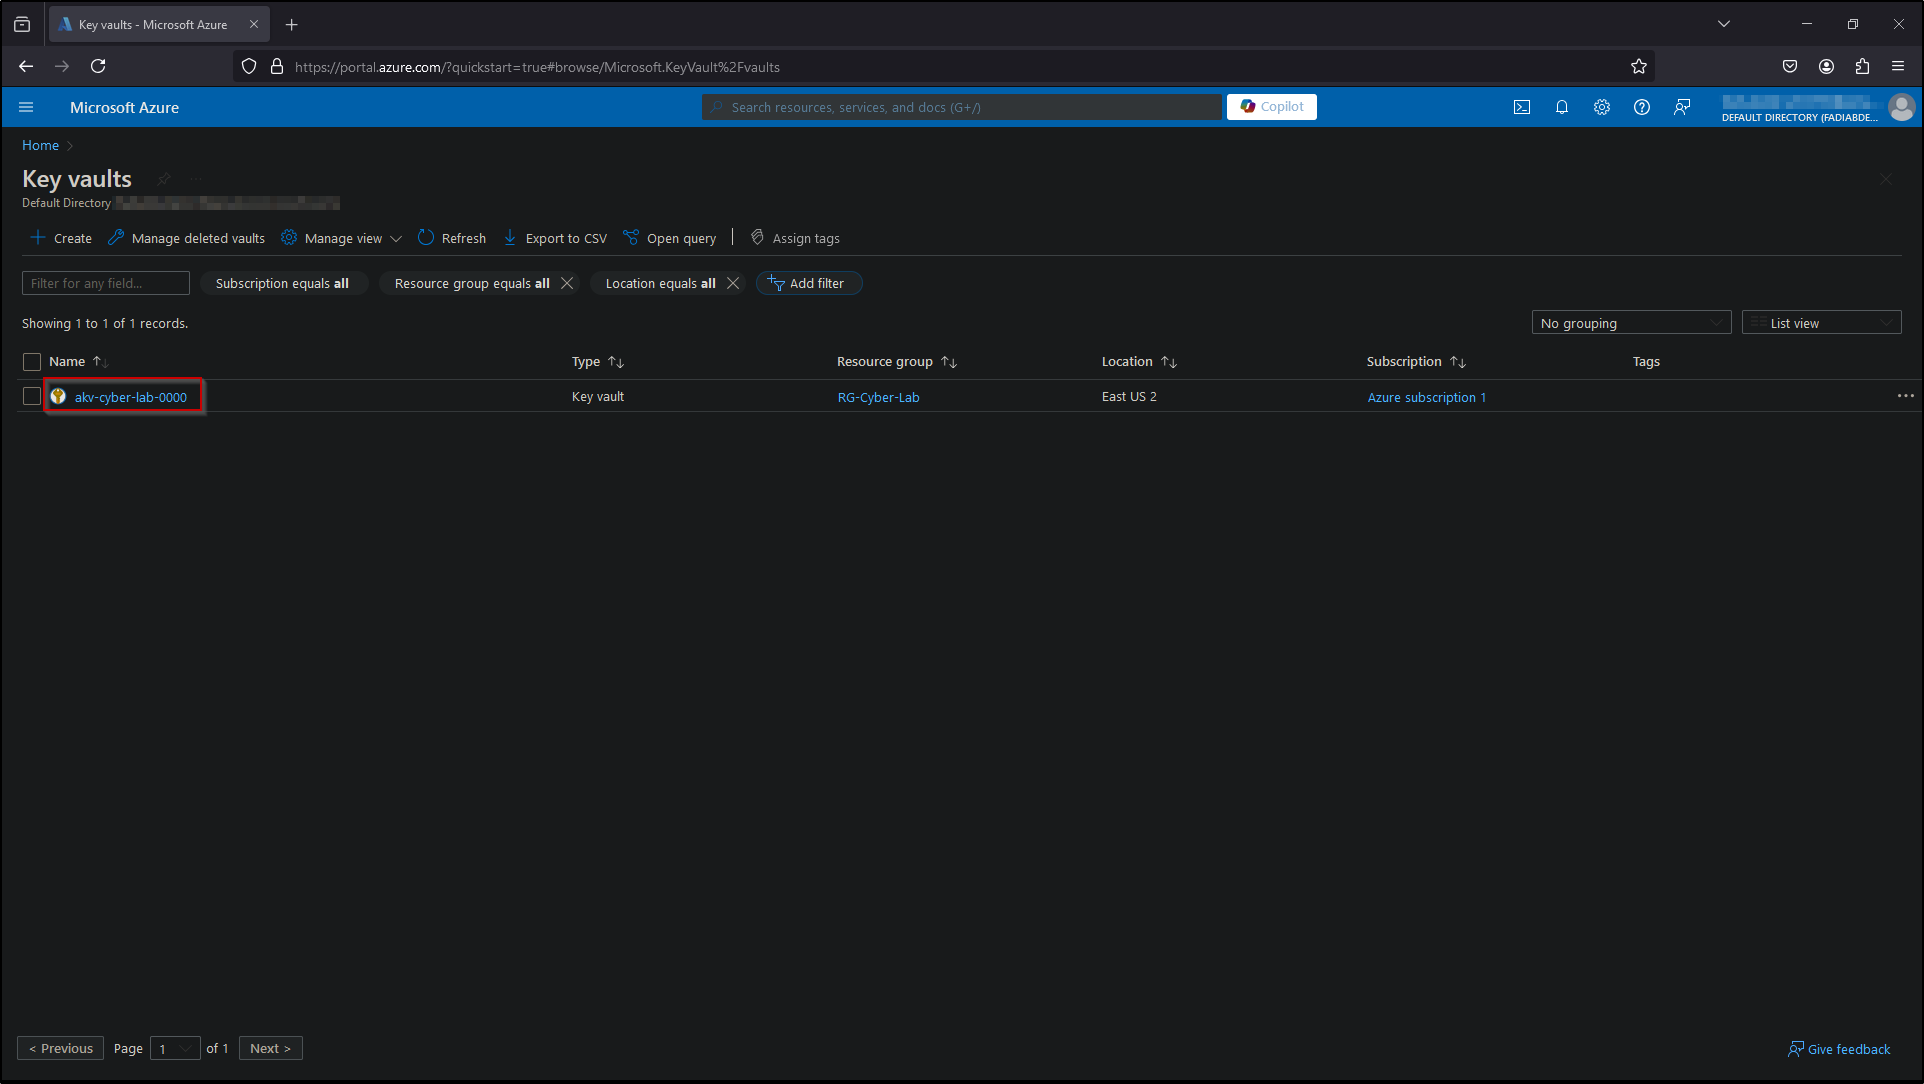 Key vaults - Microsoft Azure
https://portal.azure.com/?quickstart=true#browse/Microsoft.KeyVault%2Fvaults
Microsoft Azure
Search resources, services, and docs (G+/)
Copilot
DEFAULT DIRECTORY (FADIABDE...
Home
Key vaults
Default Directory
Create
Manage deleted vaults
Manage view
Refresh
Export to CSV
Open query
Assign tags
Filter for any field...
Subscription equals all
Resource group equals all
Location equals all
Add filter
Showing 1 to 1 of 1 records.
No grouping
List view
Name
Type
Resource group
Location
Subscription
Tags
akv-cyber-lab-0000
Key vault
RG-Cyber-Lab
East US 2
Azure subscription 1
< Previous
Page
1
of 1
Next >
Give feedback